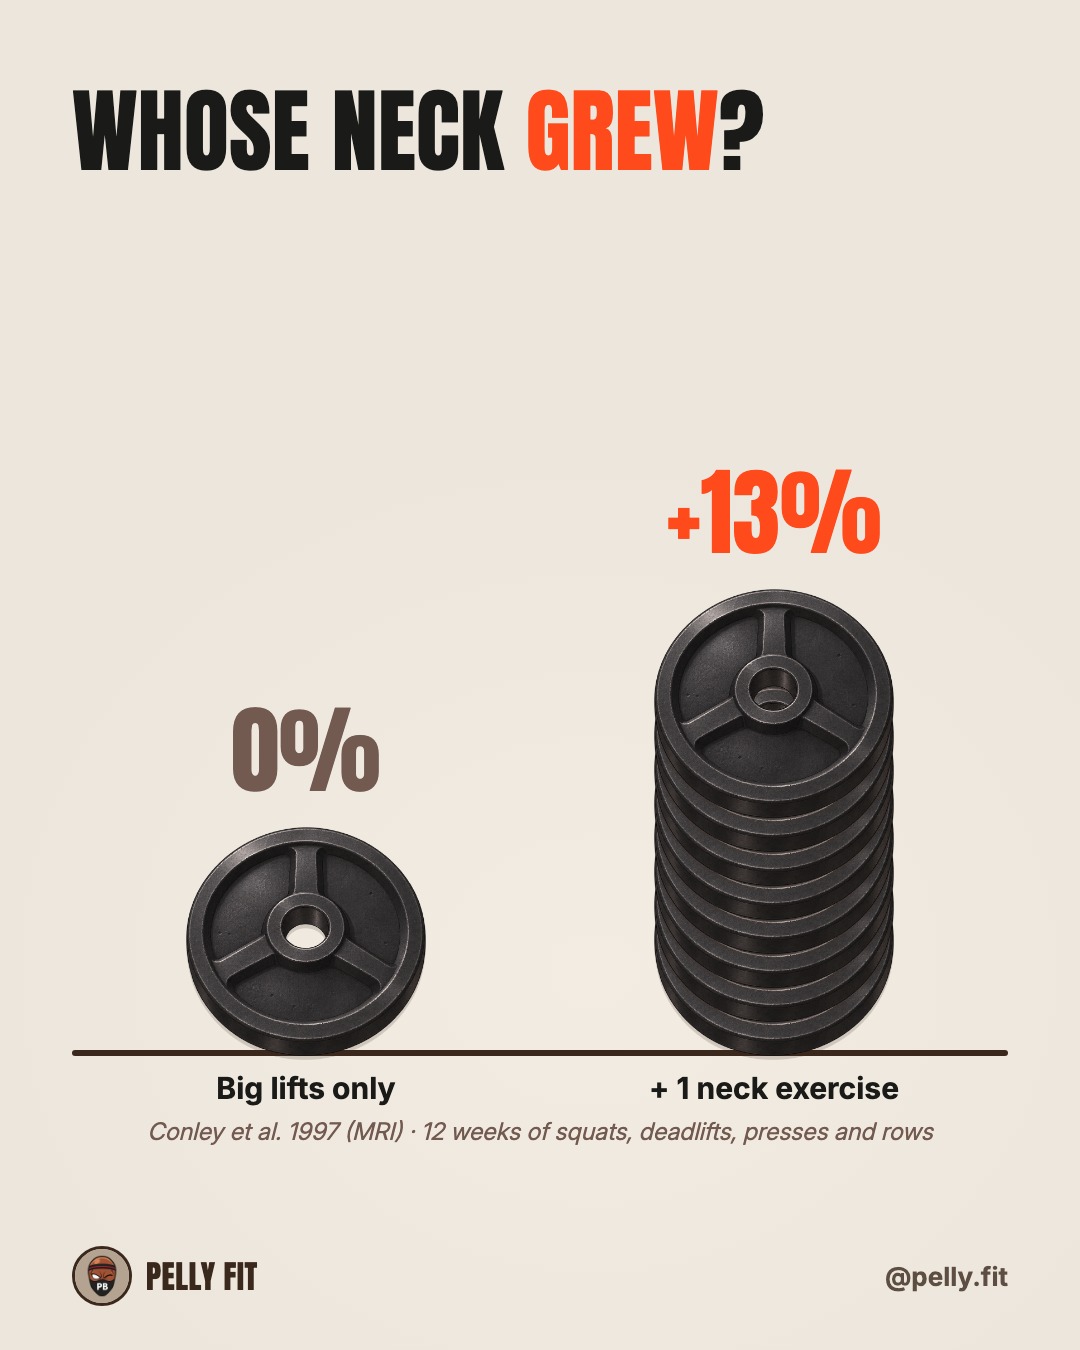 WHOSE NECK GREW?
+13%
0%
Big lifts only
+ 1 neck exercise
Conley et al. 1997 (MRI) · 12 weeks of squats, deadlifts, presses and rows
PB
PELLY FIT
@pelly.fit